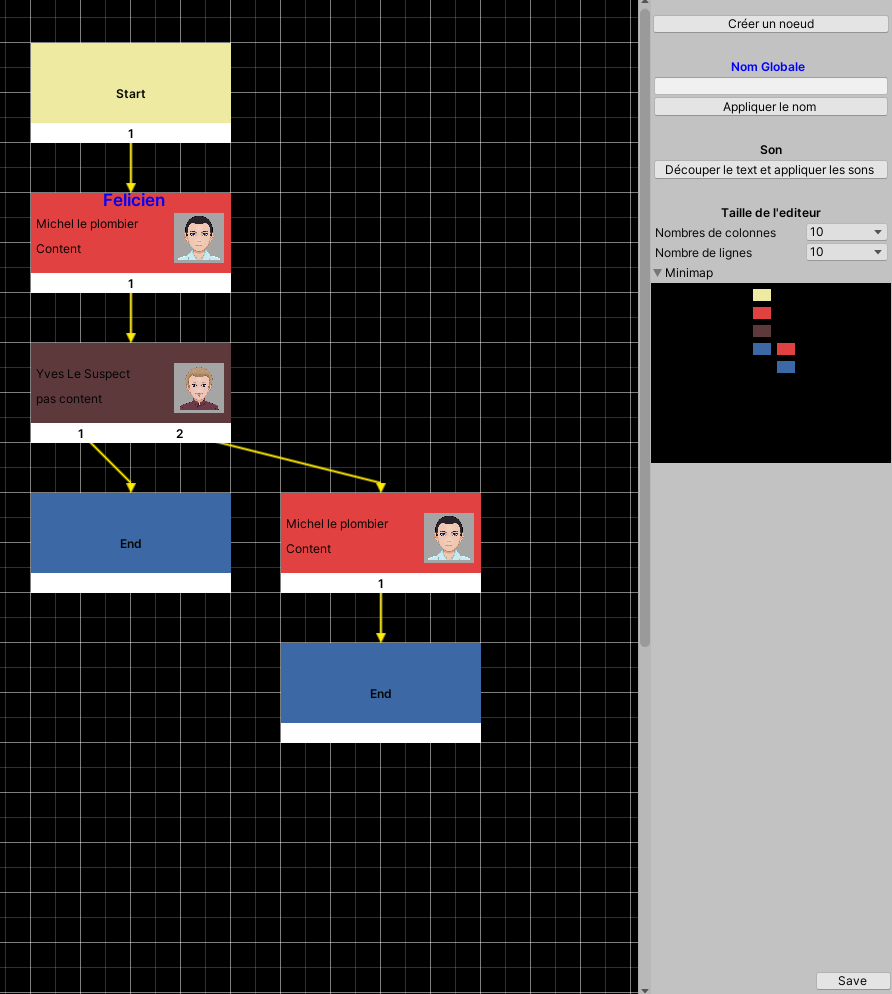 Start
1
Felicien
Michel le plombier
Content
1
Yves Le Suspect
pas content
1 2
End
Michel le plombier
Content
1
End
Créer un noeud
Nom Globale
Appliquer le nom
Son
Découper le text et appliquer les sons
Taille de l'editeur
Nombres de colonnes 10
Nombre de lignes 10
Minimap
Save